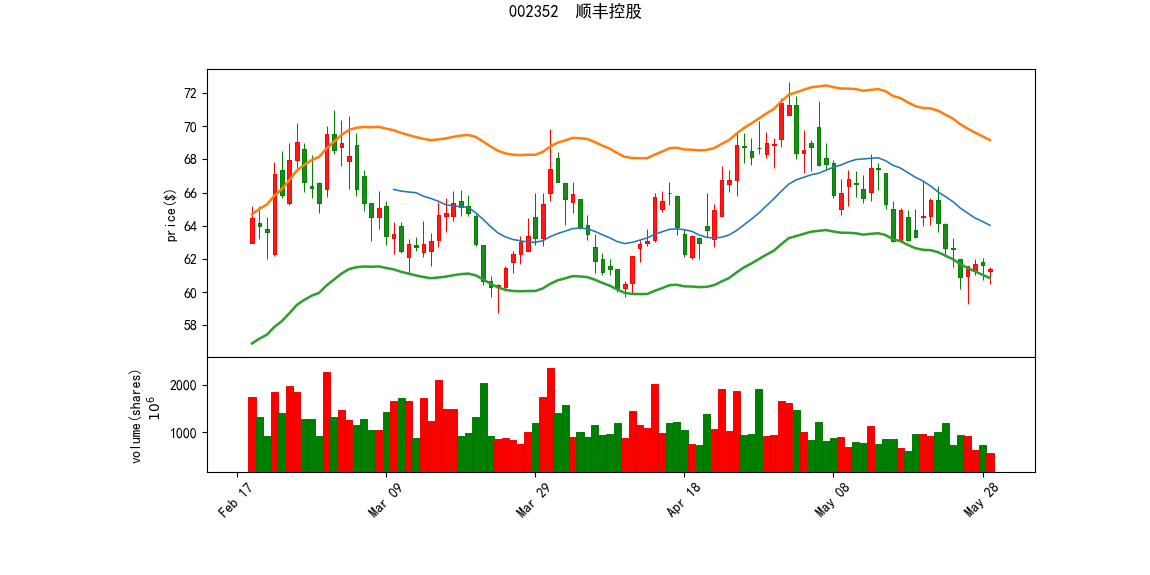 002352 顺丰控股
price($)
72
70
68
66
64
62
60
58
volume(shares)
10^6
2000
1000
Feb 17
Mar 09
Mar 29
Apr 18
May 08
May 28